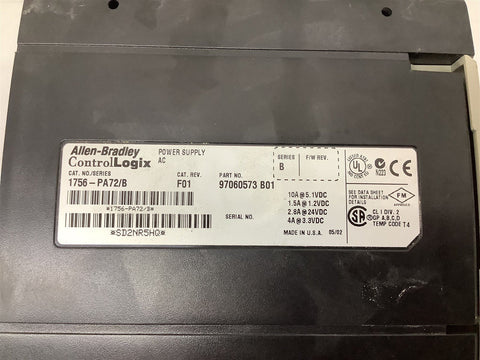 Allen-Bradley
ControlLogix
POWER SUPPLY
AC
CAT. NO./SERIES CAT. REV. PART NO.
1756-PA72/B F01 97060573 B01
*1756-PA72/B*
SERIAL NO.
*SD2NR5HQ*
SERIES F/W REV.
B
10A@5.1VDC
1.5A@1.2VDC
2.8A@24VDC
4A@3.3VDC
MADE IN U.S.A. 05/02
UL
N223
CE
SEE DATA SHEET
FOR INSTALLATION
DETAILS
FM
APPROVED
SA
CL I DIV. 2
GP A,B,C,D
TEMP CODE T4